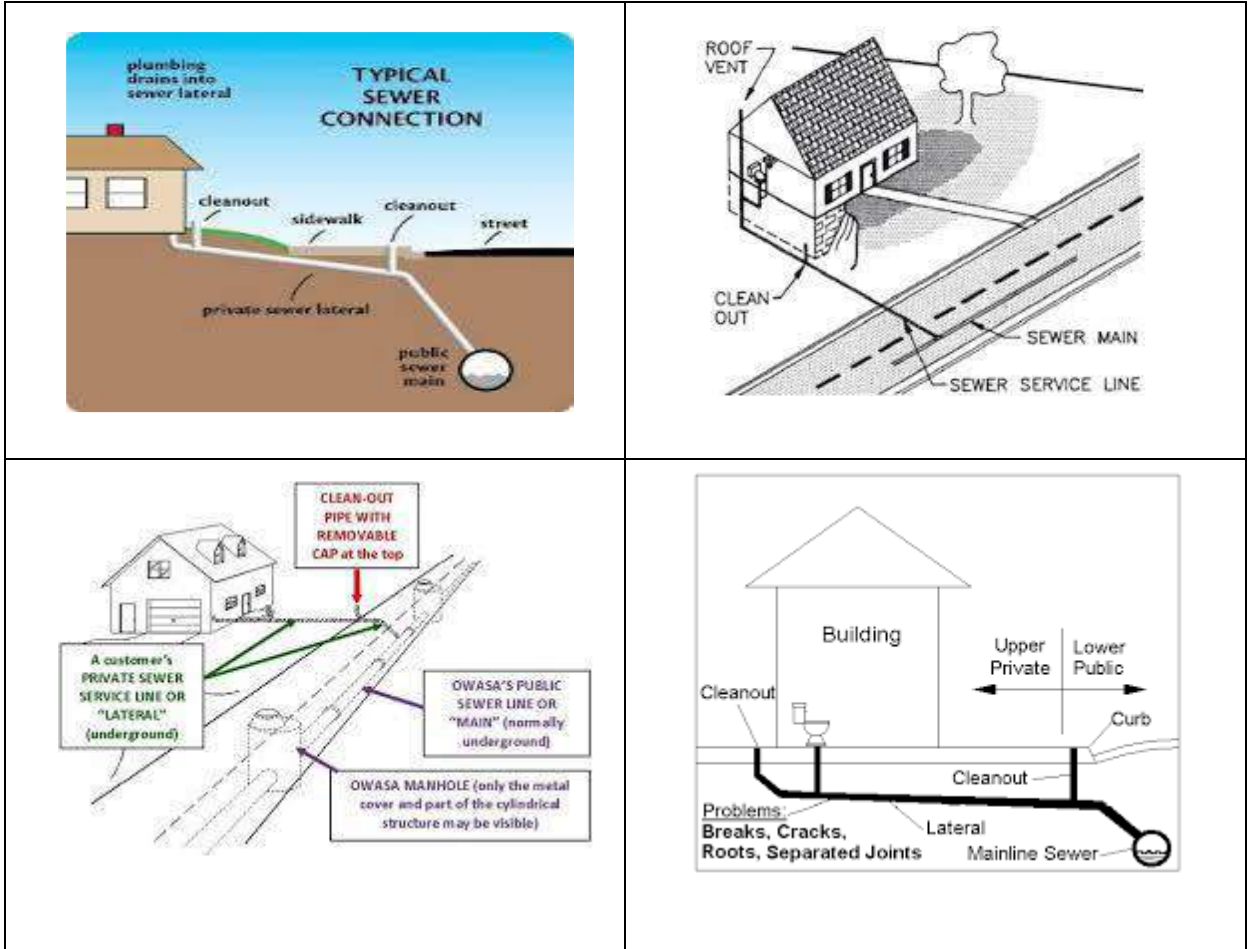 plumbing
drains into
sewer lateral
TYPICAL
SEWER
CONNECTION
cleanout
sidewalk
cleanout
street
private sewer lateral
public
sewer
main
ROOF
VENT
CLEAN
OUT
SEWER MAIN
SEWER SERVICE LINE
CLEAN-OUT
PIPE WITH
REMOVABLE
CAP at the top
A customer's
PRIVATE SEWER
SERVICE LINE OR
"LATERAL"
(underground)
OWASA'S PUBLIC
SEWER LINE OR
"MAIN" (normally
underground)
OWASA MANHOLE (only the metal
cover and part of the cylindrical
structure may be visible)
Building
Upper
Private
Lower
Public
Cleanout
Curb
Cleanout
Problems:
Breaks, Cracks,
Roots, Separated Joints
Lateral
Mainline Sewer